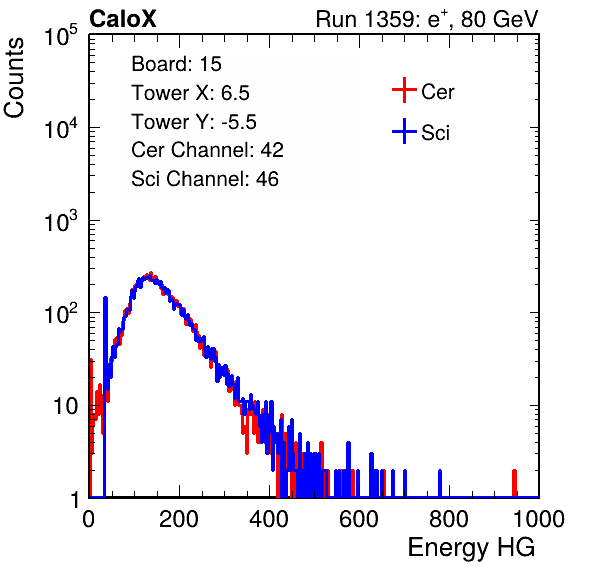 CaloX Run 1359: e⁺, 80 GeV
Counts
10⁵
10⁴
10³
10²
10
1
Board: 15
Tower X: 6.5
Tower Y: -5.5
Cer Channel: 42
Sci Channel: 46
Cer
Sci
0 200 400 600 800 1000
Energy HG